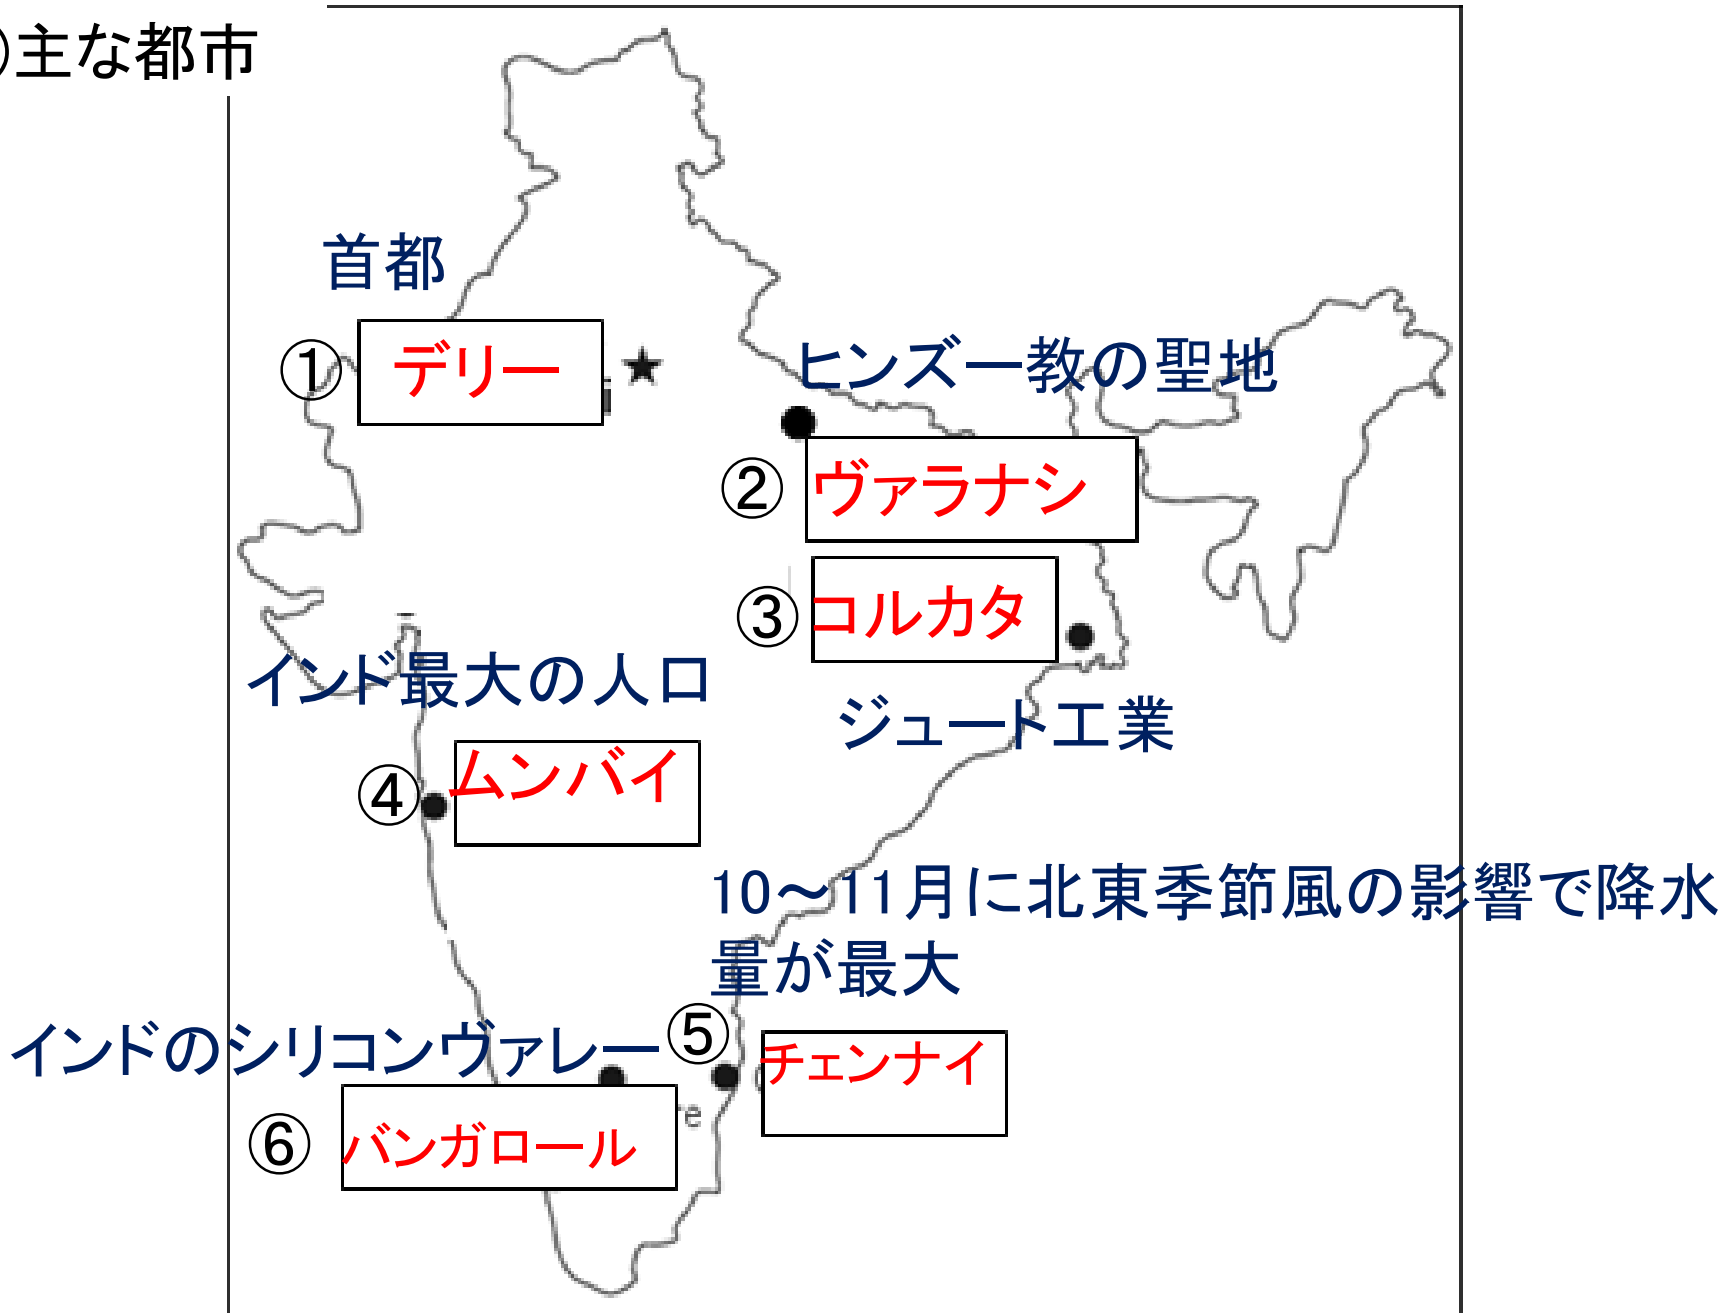 )主な都市
首都
① デリー
ヒンズー教の聖地
② ヴァラナシ
③ コルカタ
インド最大の人口
ジュート工業
④ ムンバイ
10～11月に北東季節風の影響で降水
量が最大
⑤ チェンナイ
インドのシリコンヴァレー
⑥ バンガロール
e